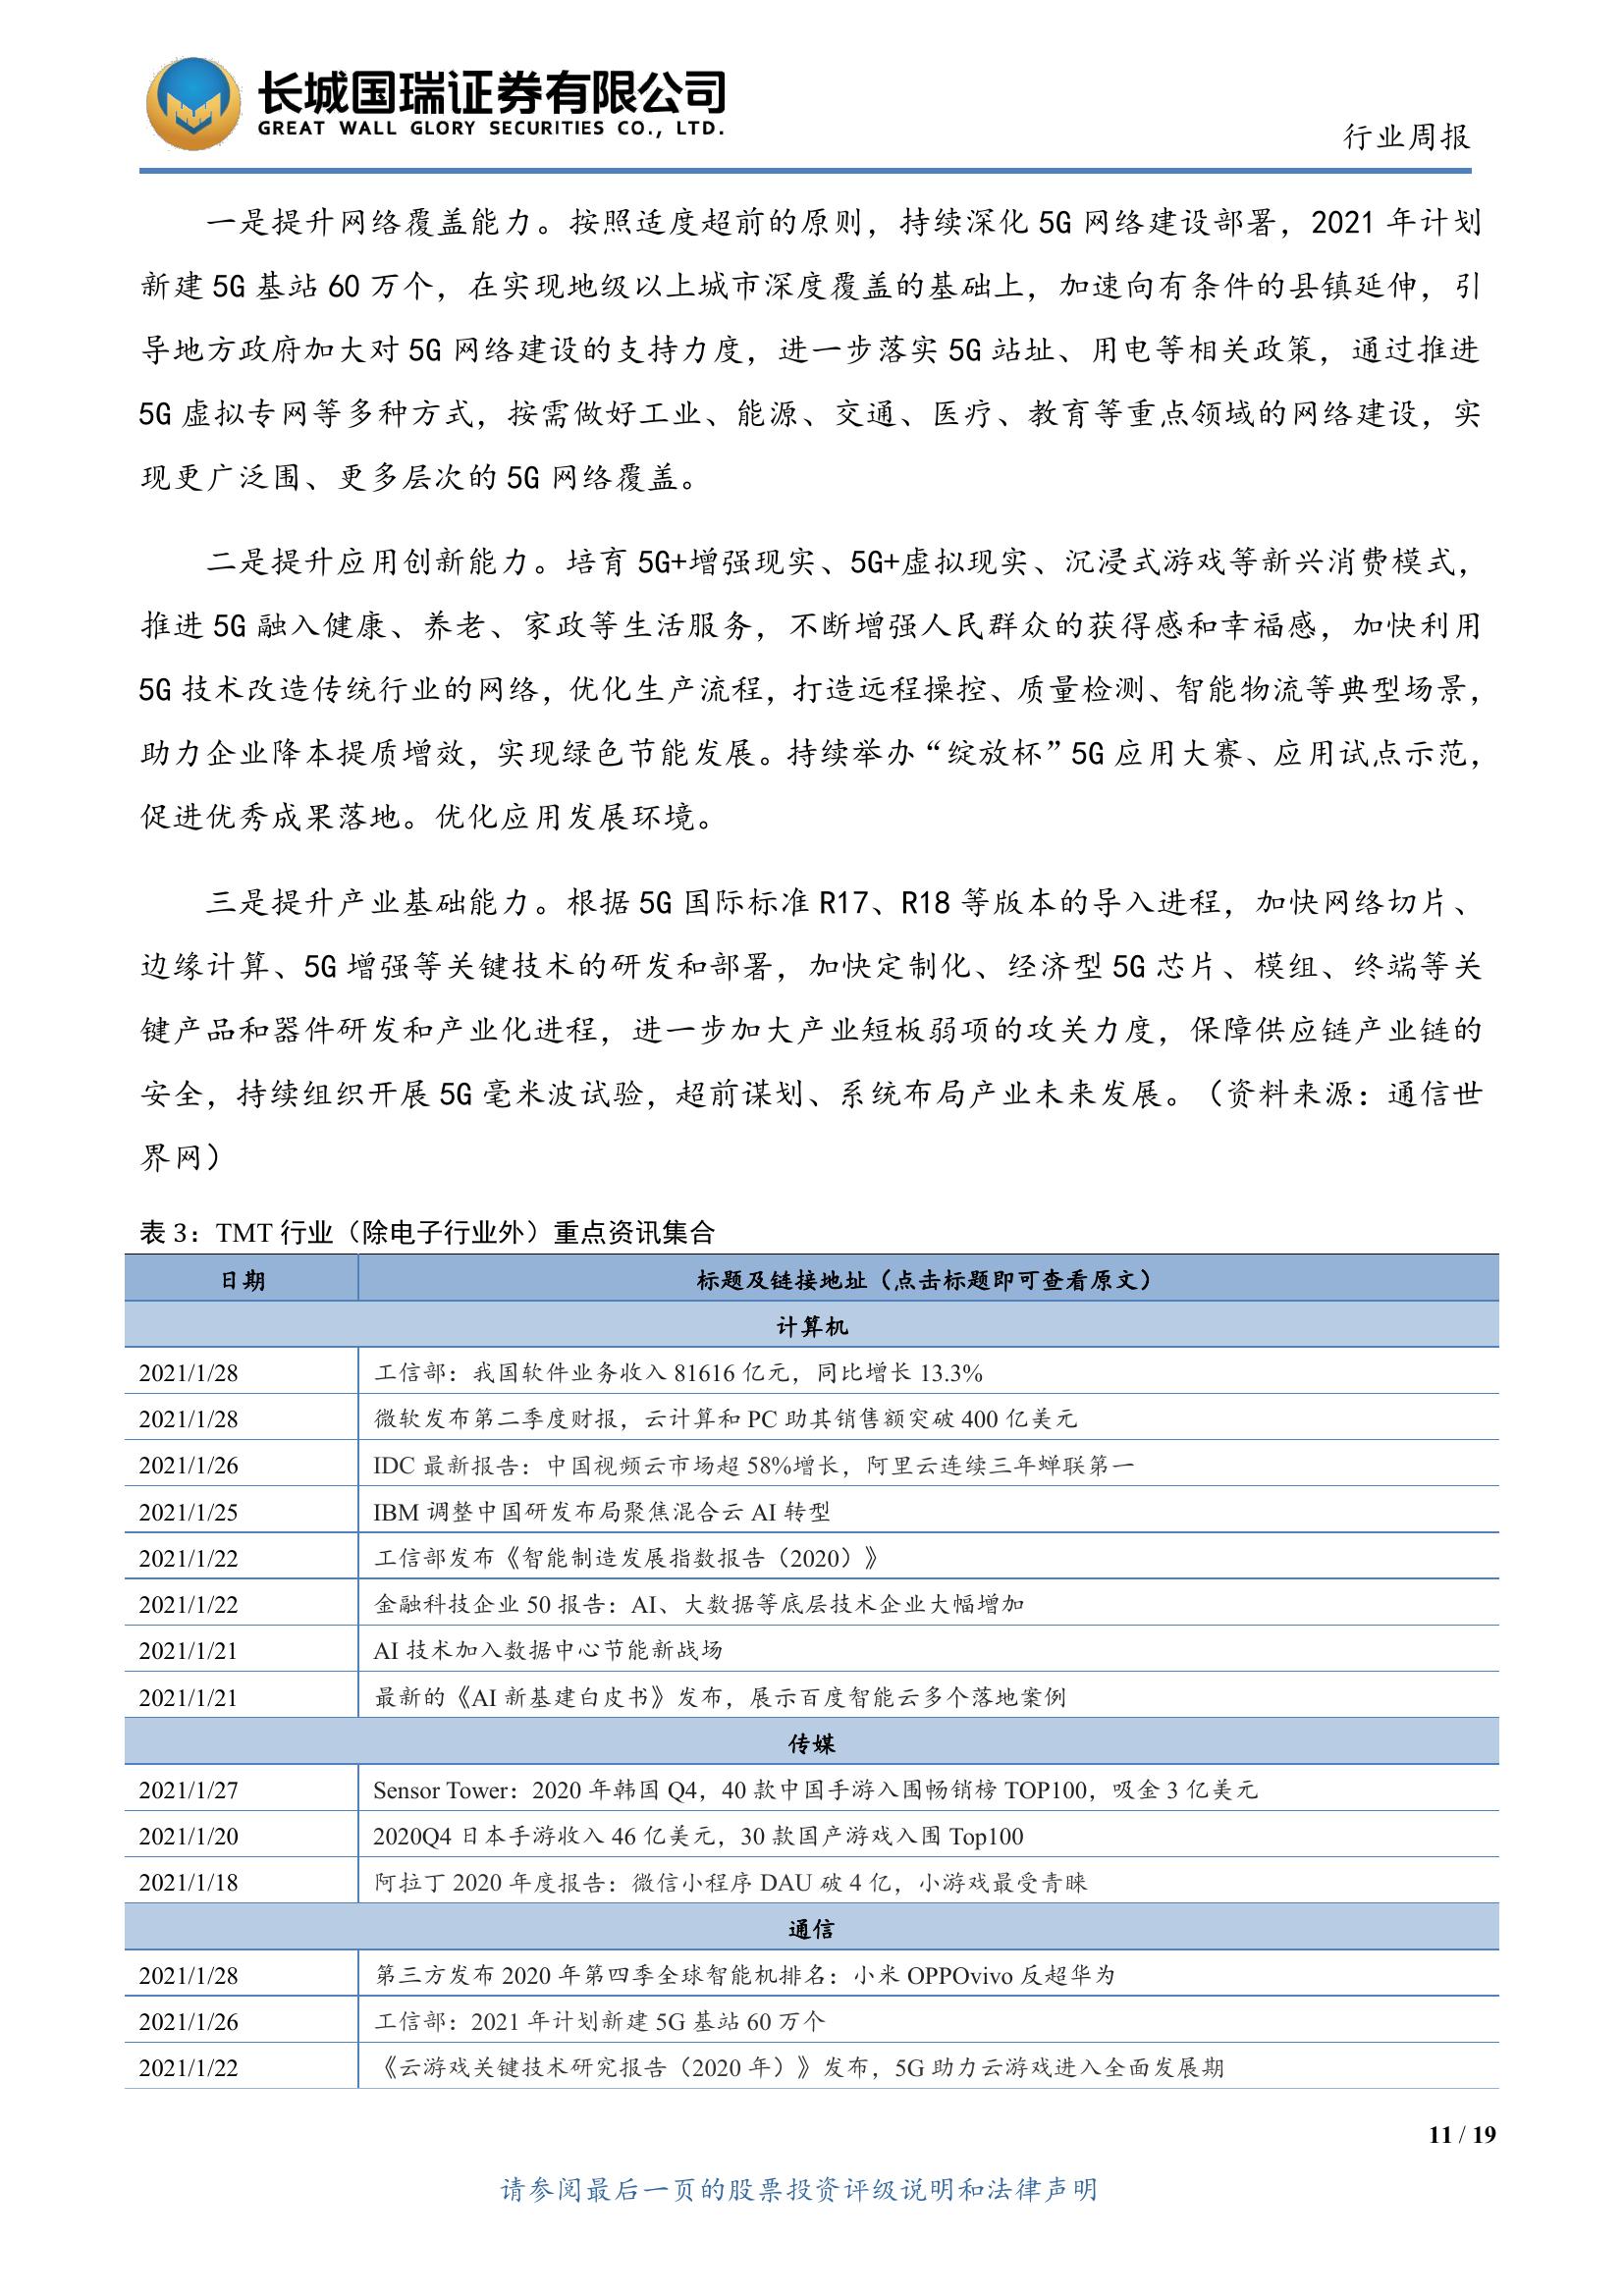 长城国瑞证券有限公司
GREAT WALL GLORY SECURITIES CO., LTD.
行业周报
一是提升网络覆盖能力。按照适度超前的原则，持续深化 5G 网络建设部署，2021 年计划
新建 5G 基站 60 万个，在实现地级以上城市深度覆盖的基础上，加速向有条件的县镇延伸，引
导地方政府加大对 5G 网络建设的支持力度，进一步落实 5G 站址、用电等相关政策，通过推进
5G 虚拟专网等多种方式，按需做好工业、能源、交通、医疗、教育等重点领域的网络建设，实
现更广泛围、更多层次的 5G 网络覆盖。
二是提升应用创新能力。培育 5G+增强现实、5G+虚拟现实、沉浸式游戏等新兴消费模式，
推进 5G 融入健康、养老、家政等生活服务，不断增强人民群众的获得感和幸福感，加快利用
5G 技术改造传统行业的网络，优化生产流程，打造远程操控、质量检测、智能物流等典型场景，
助力企业降本提质增效，实现绿色节能发展。持续举办“绽放杯”5G 应用大赛、应用试点示范，
促进优秀成果落地。优化应用发展环境。
三是提升产业基础能力。根据 5G 国际标准 R17、R18 等版本的导入进程，加快网络切片、
边缘计算、5G 增强等关键技术的研发和部署，加快定制化、经济型 5G 芯片、模组、终端等关
键产品和器件研发和产业化进程，进一步加大产业短板弱项的攻关力度，保障供应链产业链的
安全，持续组织开展 5G 毫米波试验，超前谋划、系统布局产业未来发展。（资料来源：通信世
界网）
表 3：TMT 行业（除电子行业外）重点资讯集合
日期 标题及链接地址（点击标题即可查看原文）
计算机
2021/1/28 工信部：我国软件业务收入 81616 亿元，同比增长 13.3%
2021/1/28 微软发布第二季度财报，云计算和 PC 助其销售额突破 400 亿美元
2021/1/26 IDC 最新报告：中国视频云市场超 58%增长，阿里云连续三年蝉联第一
2021/1/25 IBM 调整中国研发布局聚焦混合云 AI 转型
2021/1/22 工信部发布《智能制造发展指数报告（2020）》
2021/1/22 金融科技企业 50 报告：AI、大数据等底层技术企业大幅增加
2021/1/21 AI 技术加入数据中心节能新战场
2021/1/21 最新的《AI 新基建白皮书》发布，展示百度智能云多个落地案例
传媒
2021/1/27 Sensor Tower：2020 年韩国 Q4，40 款中国手游入围畅销榜 TOP100，吸金 3 亿美元
2021/1/20 2020Q4 日本手游收入 46 亿美元，30 款国产游戏入围 Top100
2021/1/18 阿拉丁 2020 年度报告：微信小程序 DAU 破 4 亿，小游戏最受青睐
通信
2021/1/28 第三方发布 2020 年第四季全球智能机排名：小米 OPPOvivo 反超华为
2021/1/26 工信部：2021 年计划新建 5G 基站 60 万个
2021/1/22 《云游戏关键技术研究报告（2020 年）》发布，5G 助力云游戏进入全面发展期
11 / 19
请参阅最后一页的股票投资评级说明和法律声明